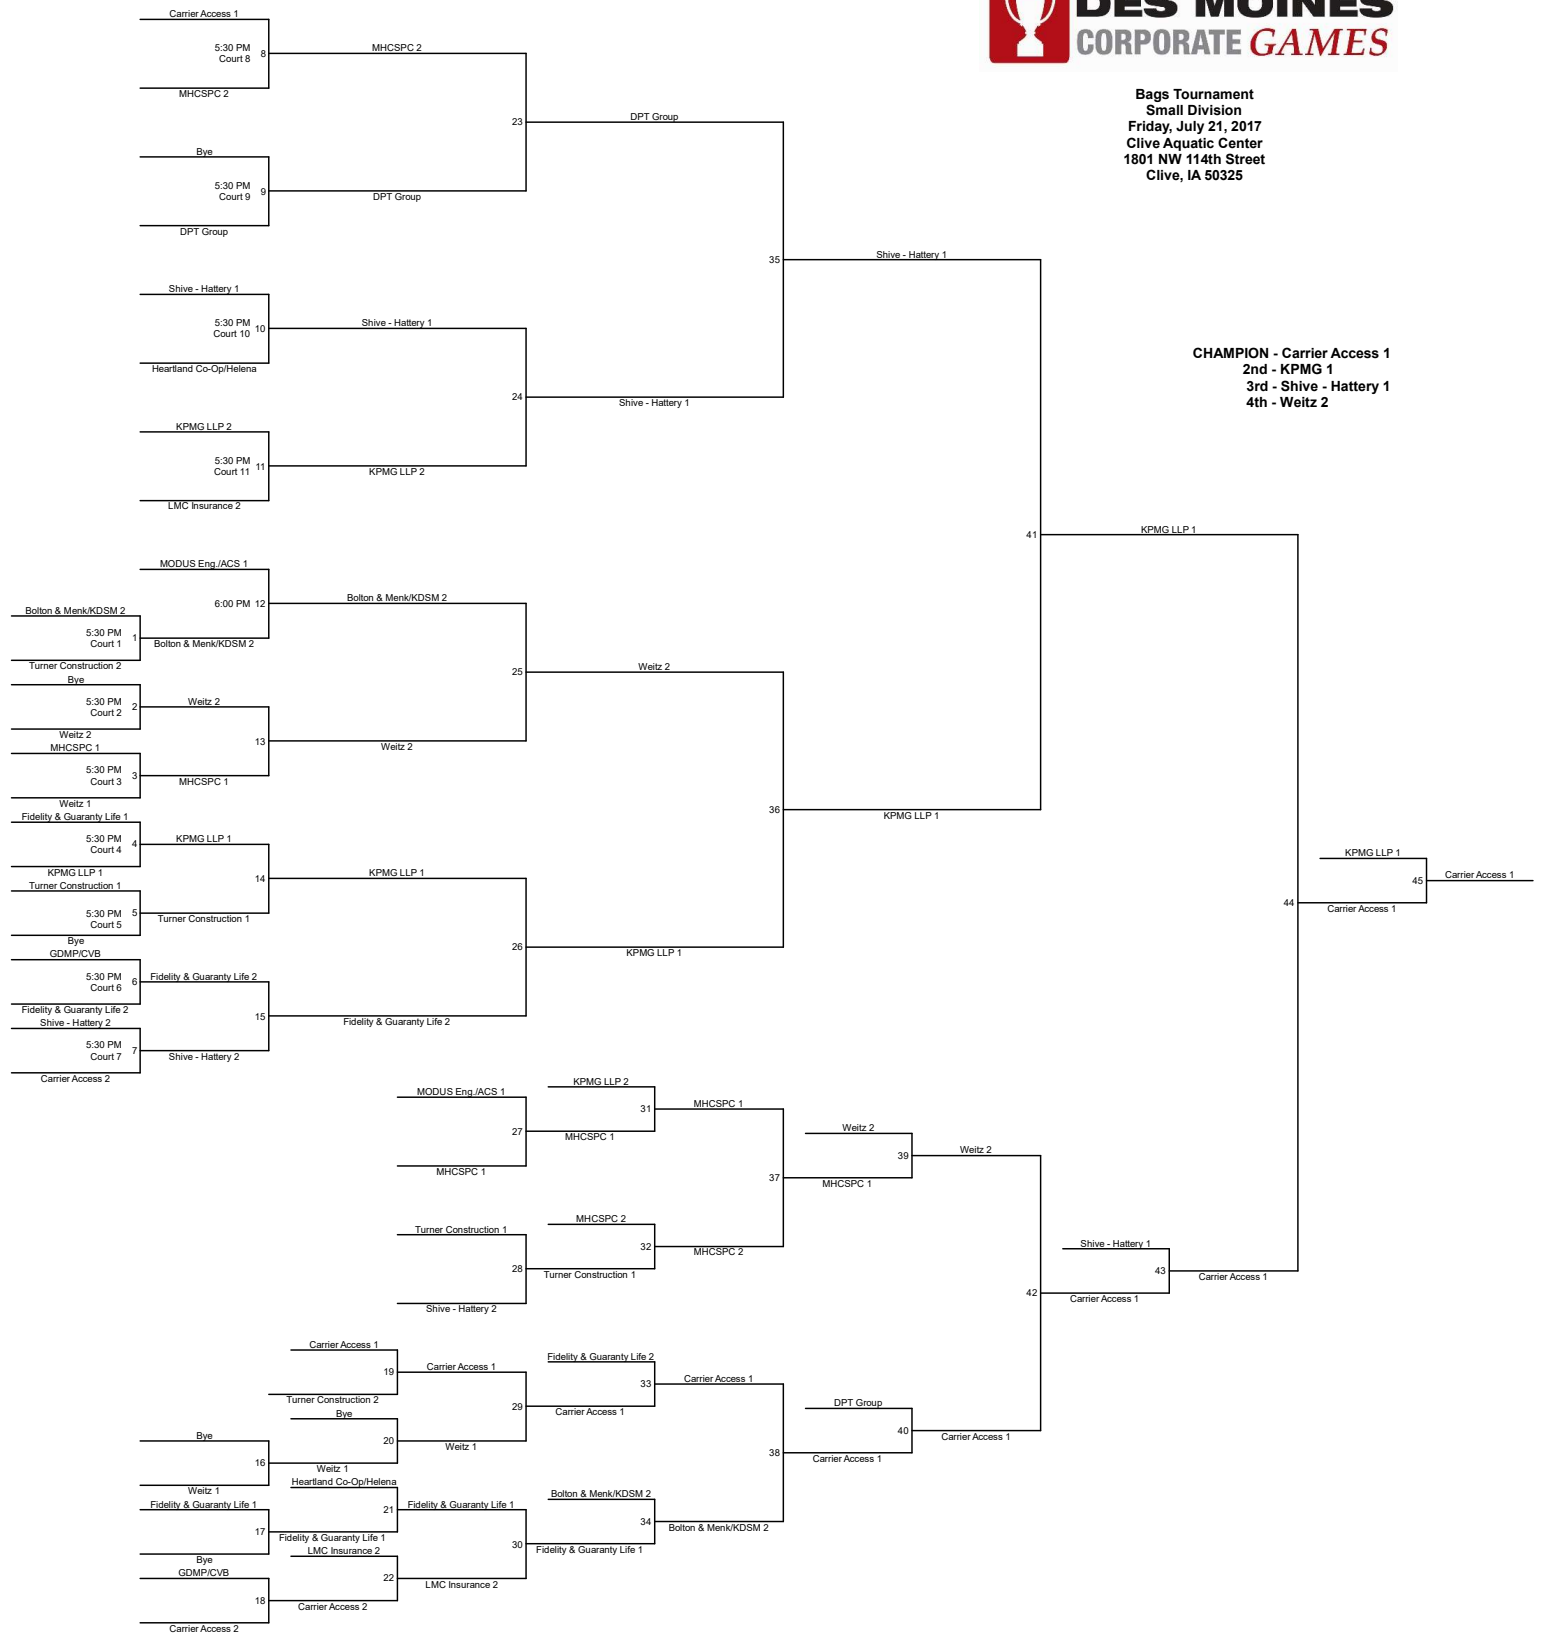 DES MOINES
CORPORATE GAMES
Bags Tournament
Small Division
Friday, July 21, 2017
Clive Aquatic Center
1801 NW 114th Street
Clive, IA 50325
CHAMPION - Carrier Access 1
2nd - KPMG 1
3rd - Shive - Hattery 1
4th - Weitz 2
Carrier Access 1
5:30 PM
Court 8
8
MHCSPC 2
MHCSPC 2
23
DPT Group
Bye
5:30 PM
Court 9
9
DPT Group
DPT Group
35
Shive - Hattery 1
Shive - Hattery 1
5:30 PM
Court 10
10
Shive - Hattery 1
Heartland Co-Op/Helena
24
Shive - Hattery 1
KPMG LLP 2
5:30 PM
Court 11
11
KPMG LLP 2
LMC Insurance 2
41
KPMG LLP 1
MODUS Eng./ACS 1
6:00 PM 12
Bolton & Menk/KDSM 2
Bolton & Menk/KDSM 2
5:30 PM
Court 1
1
Bolton & Menk/KDSM 2
Turner Construction 2
25
Weitz 2
Bye
5:30 PM
Court 2
2
Weitz 2
Weitz 2
13
Weitz 2
MHCSPC 1
5:30 PM
Court 3
3
MHCSPC 1
Weitz 1
36
KPMG LLP 1
Fidelity & Guaranty Life 1
5:30 PM
Court 4
4
KPMG LLP 1
KPMG LLP 1
14
KPMG LLP 1
Turner Construction 1
5:30 PM
Court 5
5
Turner Construction 1
Bye
26
KPMG LLP 1
GDMP/CVB
5:30 PM
Court 6
6
Fidelity & Guaranty Life 2
Fidelity & Guaranty Life 2
15
Fidelity & Guaranty Life 2
Shive - Hattery 2
5:30 PM
Court 7
7
Shive - Hattery 2
Carrier Access 2
44
KPMG LLP 1
45
Carrier Access 1
Carrier Access 1
MODUS Eng./ACS 1
27
MHCSPC 1
MHCSPC 1
KPMG LLP 2
31
MHCSPC 1
37
MHCSPC 1
Weitz 2
39
Weitz 2
Turner Construction 1
28
Turner Construction 1
Shive - Hattery 2
MHCSPC 2
32
MHCSPC 2
42
Carrier Access 1
Shive - Hattery 1
43
Carrier Access 1
Carrier Access 1
19
Carrier Access 1
Turner Construction 2
29
Carrier Access 1
Fidelity & Guaranty Life 2
33
Carrier Access 1
Bye
20
Weitz 1
Bye
16
Weitz 1
Weitz 1
38
Carrier Access 1
DPT Group
40
Carrier Access 1
Heartland Co-Op/Helena
21
Fidelity & Guaranty Life 1
Fidelity & Guaranty Life 1
17
Fidelity & Guaranty Life 1
Bye
30
Fidelity & Guaranty Life 1
Bolton & Menk/KDSM 2
34
Bolton & Menk/KDSM 2
LMC Insurance 2
22
LMC Insurance 2
GDMP/CVB
18
Carrier Access 2
Carrier Access 2